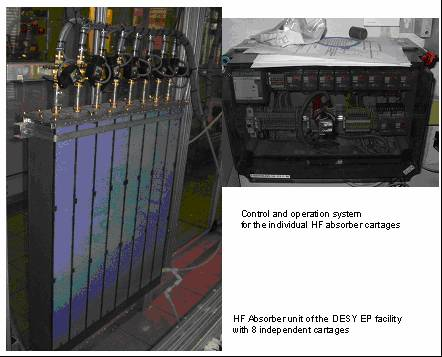 Control and operation system
for the individual HF absorber cartages
HF Absorber unit of the DESY EP facility
with 8 independent cartages